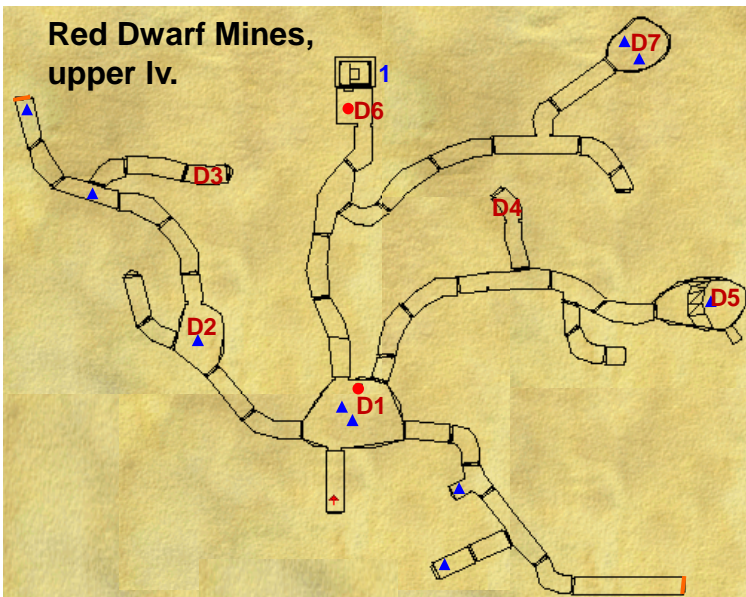 Red Dwarf Mines,
upper lv.
D7
1
D6
D3
D4
D5
D2
D1